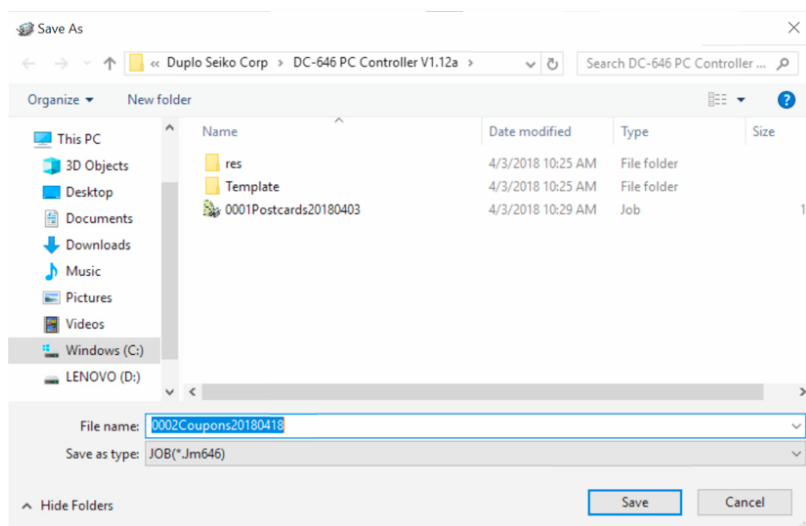 Save As
« Duplo Seiko Corp > DC-646 PC Controller V1.12a >
Search DC-646 PC Controller ...
Organize
New folder
Name
Date modified
Type
Size
This PC
3D Objects
Desktop
Documents
Downloads
Music
Pictures
Videos
Windows (C:)
LENOVO (D:)
res 4/3/2018 10:25 AM File folder
Template 4/3/2018 10:25 AM File folder
0001Postcards20180403 4/3/2018 10:29 AM Job 1
File name: 0002Coupons20180418
Save as type: JOB(*.Jm646)
Hide Folders
Save
Cancel